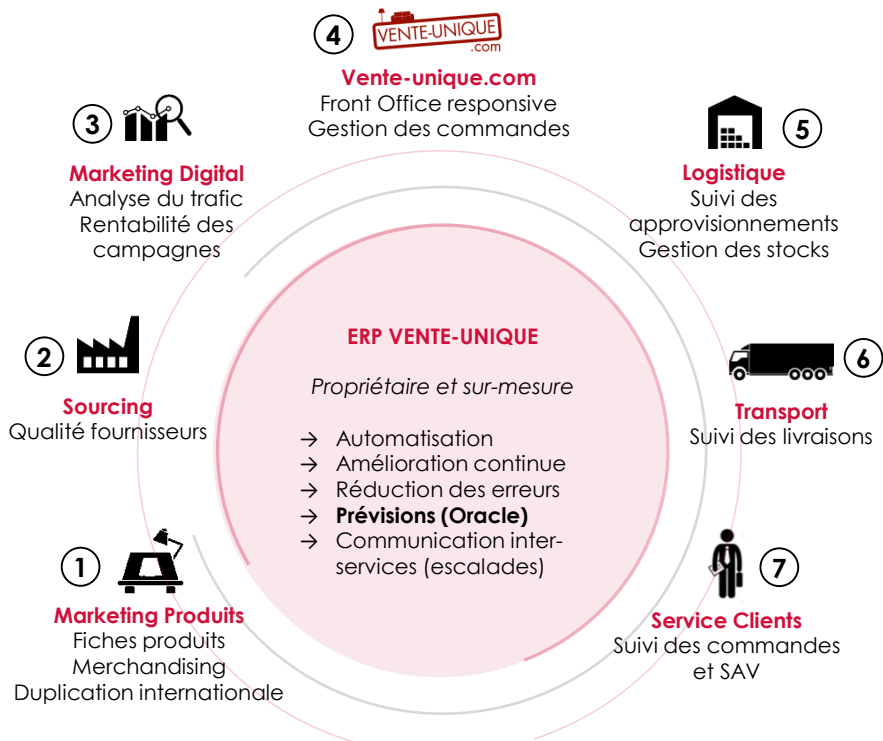 4
VENTE-UNIQUE
.com
Vente-unique.com
Front Office responsive
Gestion des commandes
3
Marketing Digital
Analyse du trafic
Rentabilité des
campagnes
5
Logistique
Suivi des
approvisionnements
Gestion des stocks
2
Sourcing
Qualité fournisseurs
ERP VENTE-UNIQUE
Propriétaire et sur-mesure
→ Automatisation
→ Amélioration continue
→ Réduction des erreurs
→ Prévisions (Oracle)
→ Communication inter-
services (escalades)
6
Transport
Suivi des livraisons
1
Marketing Produits
Fiches produits
Merchandising
Duplication internationale
7
Service Clients
Suivi des commandes
et SAV